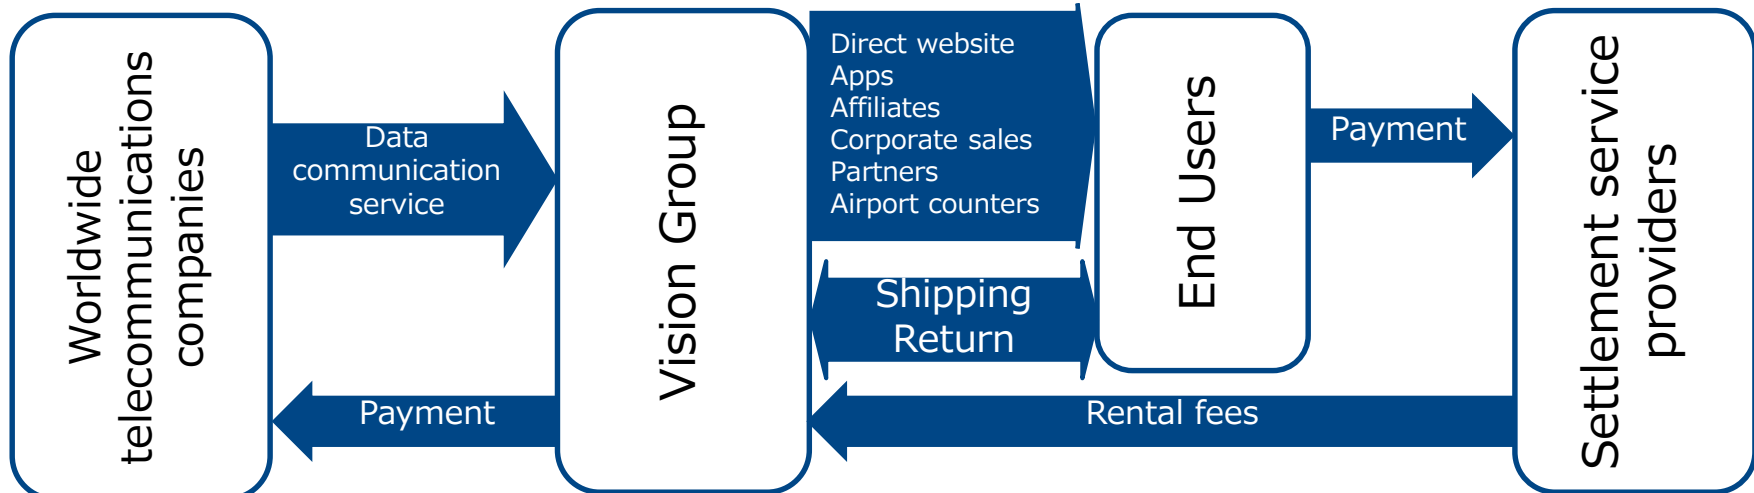 Worldwide
telecommunications
companies
Data
communication
service
Payment
Vision Group
Direct website
Apps
Affiliates
Corporate sales
Partners
Airport counters
Shipping
Return
End Users
Payment
Rental fees
Settlement service
providers